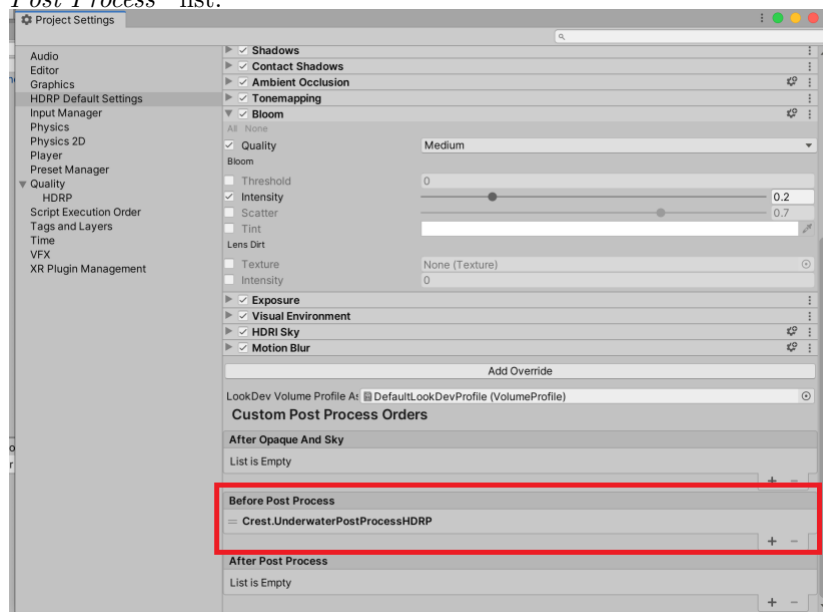 Post Process" list.
Project Settings
Audio
Editor
Graphics
HDRP Default Settings
Input Manager
Physics
Physics 2D
Player
Preset Manager
Quality
HDRP
Script Execution Order
Tags and Layers
Time
VFX
XR Plugin Management
Shadows
Contact Shadows
Ambient Occlusion
Tonemapping
Bloom
All None
Quality Medium
Bloom
Threshold 0
Intensity 0.2
Scatter 0.7
Tint
Lens Dirt
Texture None (Texture)
Intensity 0
Exposure
Visual Environment
HDRI Sky
Motion Blur
Add Override
LookDev Volume Profile As DefaultLookDevProfile (VolumeProfile)
Custom Post Process Orders
After Opaque And Sky
List is Empty
+ −
Before Post Process
= Crest.UnderwaterPostProcessHDRP
+ −
After Post Process
List is Empty
+ −